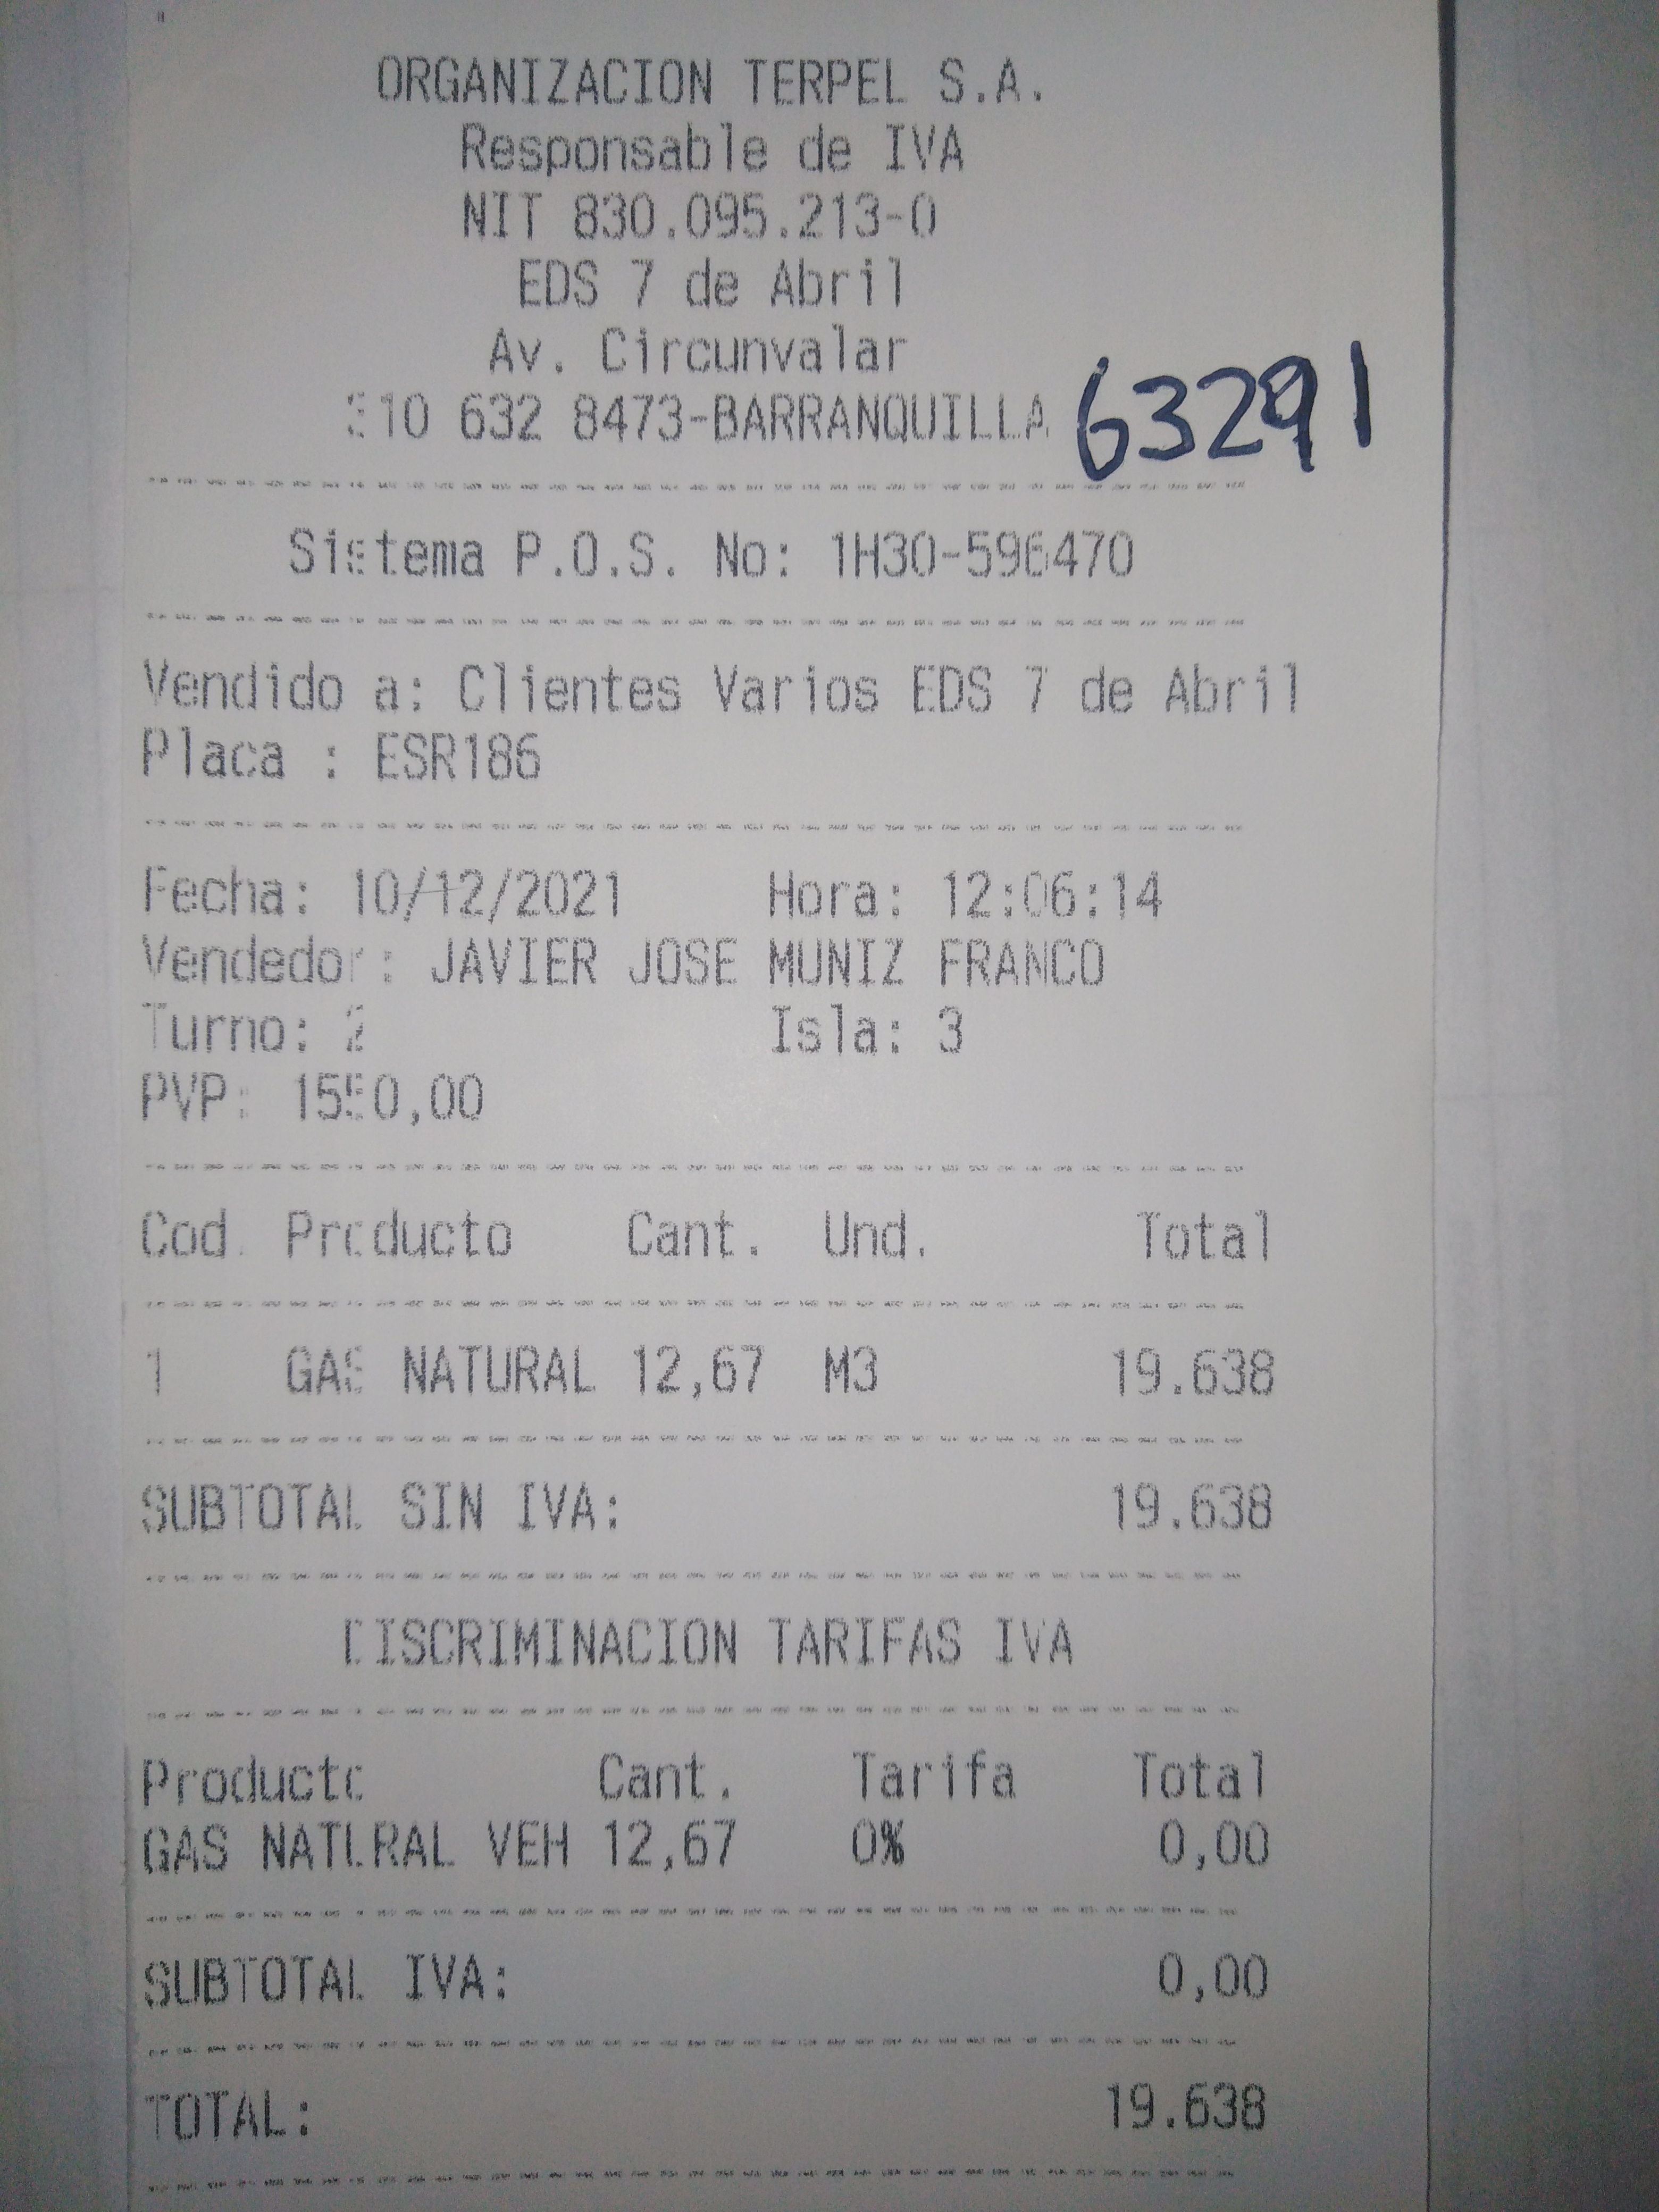 ORGANIZACION TERPEL S.A.
Responsable de IVA
NIT 830.095.213-0
EDS 7 de Abril
Av. Circunvalar
310 632 8473-BARRANQUILLA 63291
Sistema P.O.S. No: 1H30-596470
Vendido a: Clientes Varios EDS 7 de Abril
Placa : ESR186
Fecha: 10/12/2021 Hora: 12:06:14
Vendedor: JAVIER JOSE MUNIZ FRANCO
Turno: 2 Isla: 3
PVP: 1550,00
Cod. Producto Cant. Und. Total
1 GAS NATURAL 12,67 M3 19.638
SUBTOTAL SIN IVA: 19.638
DISCRIMINACION TARIFAS IVA
Producto Cant. Tarifa Total
GAS NATURAL VEH 12,67 0% 0,00
SUBTOTAL IVA: 0,00
TOTAL: 19.638